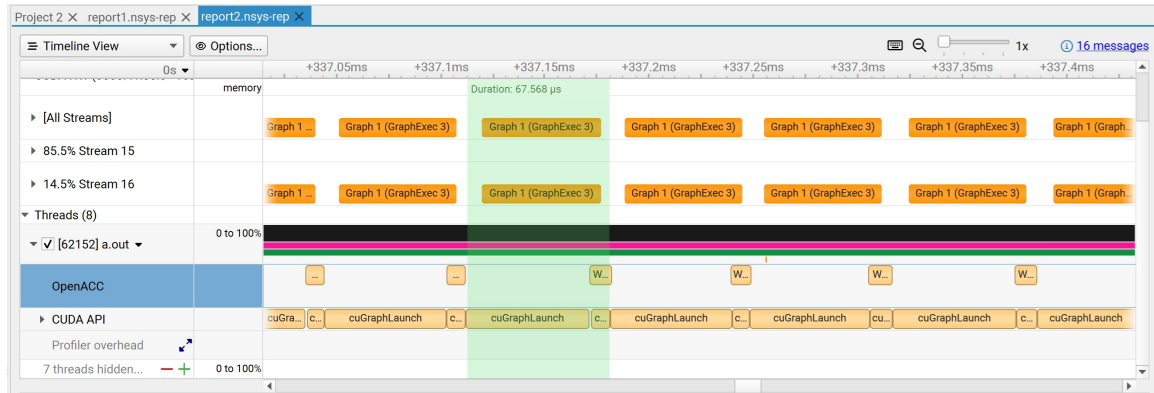 Project 2 × report1.nsys-rep × report2.nsys-rep ×
Timeline View Options... 1x 16 messages
0s +337.05ms +337.1ms +337.15ms +337.2ms +337.25ms +337.3ms +337.35ms +337.4ms
memory Duration: 67.568 µs
[All Streams] Graph 1 ... Graph 1 (GraphExec 3) Graph 1 (GraphExec 3) Graph 1 (GraphExec 3) Graph 1 (GraphExec 3) Graph 1 (GraphExec 3) Graph 1 (Graph...
85.5% Stream 15
14.5% Stream 16 Graph 1 ... Graph 1 (GraphExec 3) Graph 1 (GraphExec 3) Graph 1 (GraphExec 3) Graph 1 (GraphExec 3) Graph 1 (GraphExec 3) Graph 1 (Graph...
Threads (8)
[62152] a.out 0 to 100%
OpenACC ... ... W... W... W... W...
CUDA API cuGra... c... cuGraphLaunch c... cuGraphLaunch c... cuGraphLaunch c... cuGraphLaunch cu... cuGraphLaunch c... cuGraphLaunch
Profiler overhead
7 threads hidden... 0 to 100%